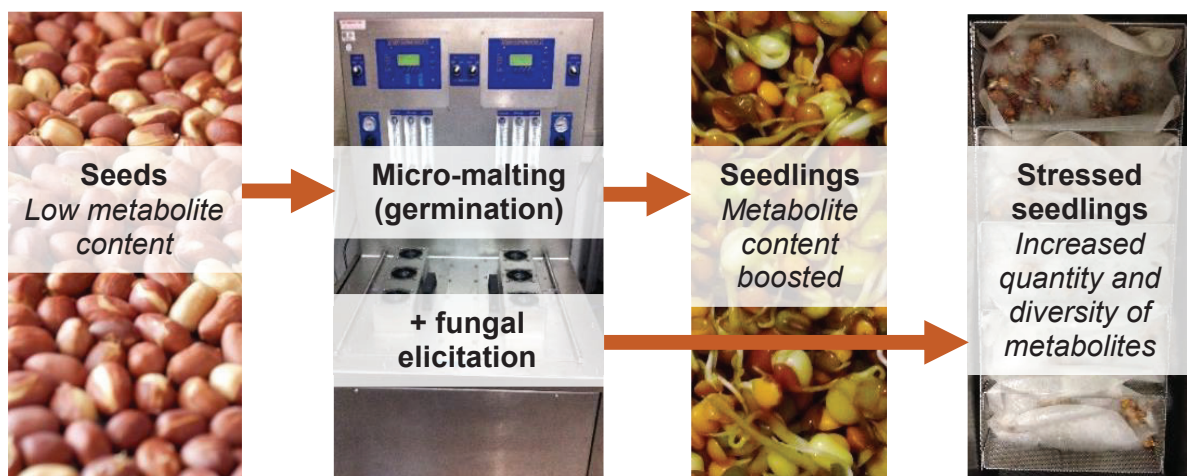 Seeds
Low metabolite
content
Micro-malting
(germination)
+ fungal
elicitation
Seedlings
Metabolite
content
boosted
Stressed
seedlings
Increased
quantity and
diversity of
metabolites